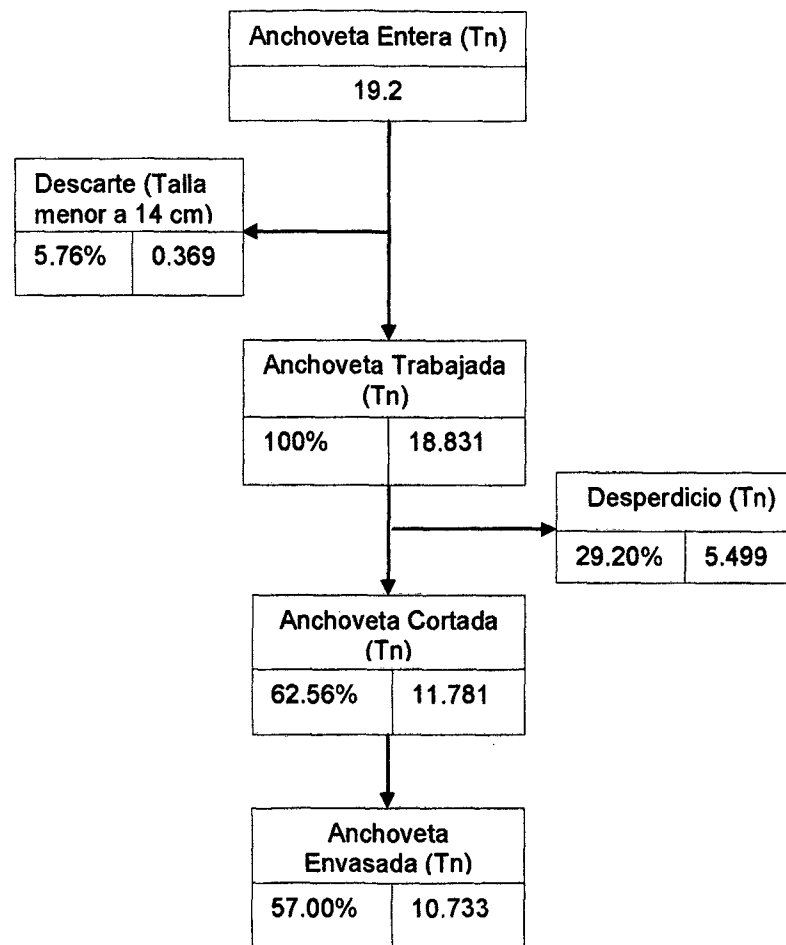 Anchoveta Entera (Tn)
19.2
Descarte (Talla
menor a 14 cm)
5.76% 0.369
Anchoveta Trabajada
(Tn)
100% 18.831
Desperdicio (Tn)
29.20% 5.499
Anchoveta Cortada
(Tn)
62.56% 11.781
Anchoveta
Envasada (Tn)
57.00% 10.733